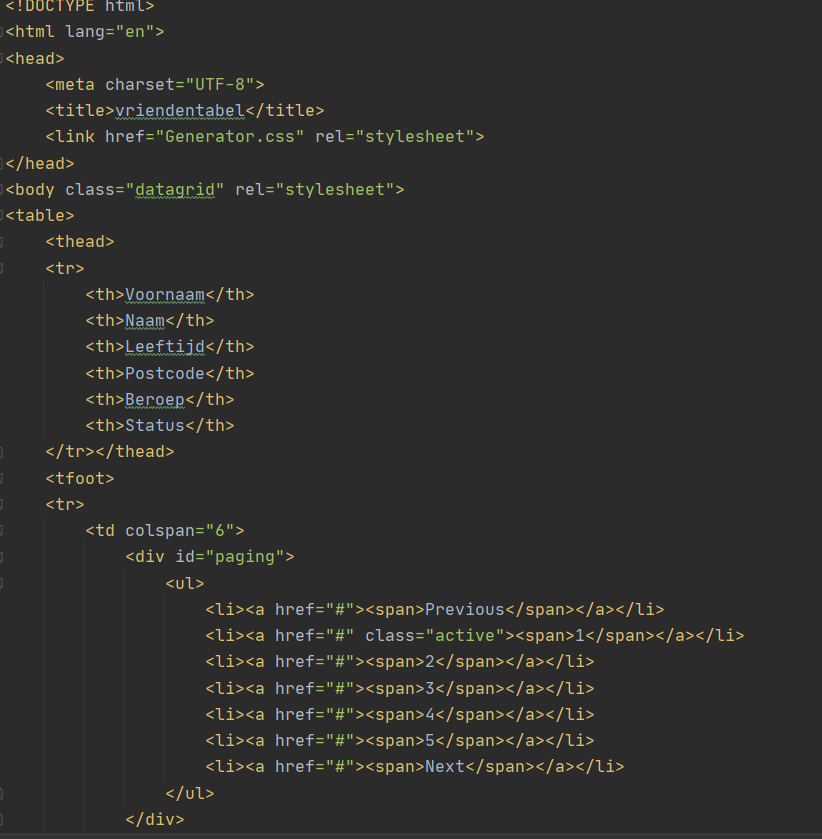 <!DOCTYPE html>
<html lang="en">
<head>
    <meta charset="UTF-8">
    <title>vriendentabel</title>
    <link href="Generator.css" rel="stylesheet">
</head>
<body class="datagrid" rel="stylesheet">
<table>
    <thead>
    <tr>
        <th>Voornaam</th>
        <th>Naam</th>
        <th>Leeftijd</th>
        <th>Postcode</th>
        <th>Beroep</th>
        <th>Status</th>
    </tr></thead>
    <tfoot>
    <tr>
        <td colspan="6">
            <div id="paging">
                <ul>
                    <li><a href="#"><span>Previous</span></a></li>
                    <li><a href="#" class="active"><span>1</span></a></li>
                    <li><a href="#"><span>2</span></a></li>
                    <li><a href="#"><span>3</span></a></li>
                    <li><a href="#"><span>4</span></a></li>
                    <li><a href="#"><span>5</span></a></li>
                    <li><a href="#"><span>Next</span></a></li>
                </ul>
            </div>